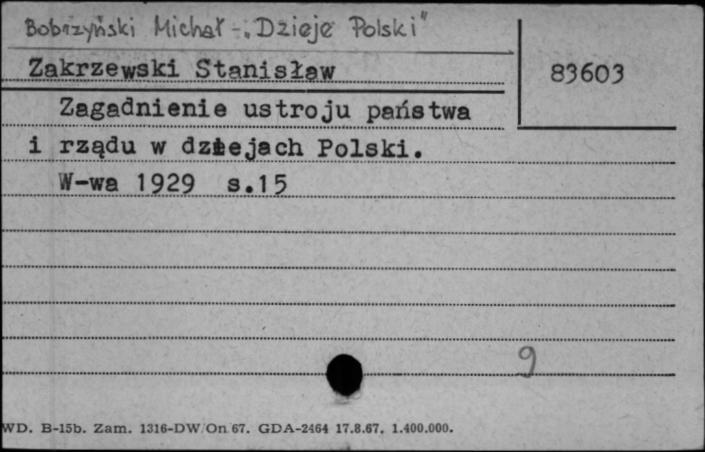 Bobrzyński Michał - „Dzieje Polski"
Zakrzewski Stanisław
83603
Zagadnienie ustroju państwa
i rządu w dziejach Polski.
W-wa 1929 s.15
9
WD. B-15b. Zam. 1316-DW/On 67. GDA-2464 17.8.67. 1.400.000.